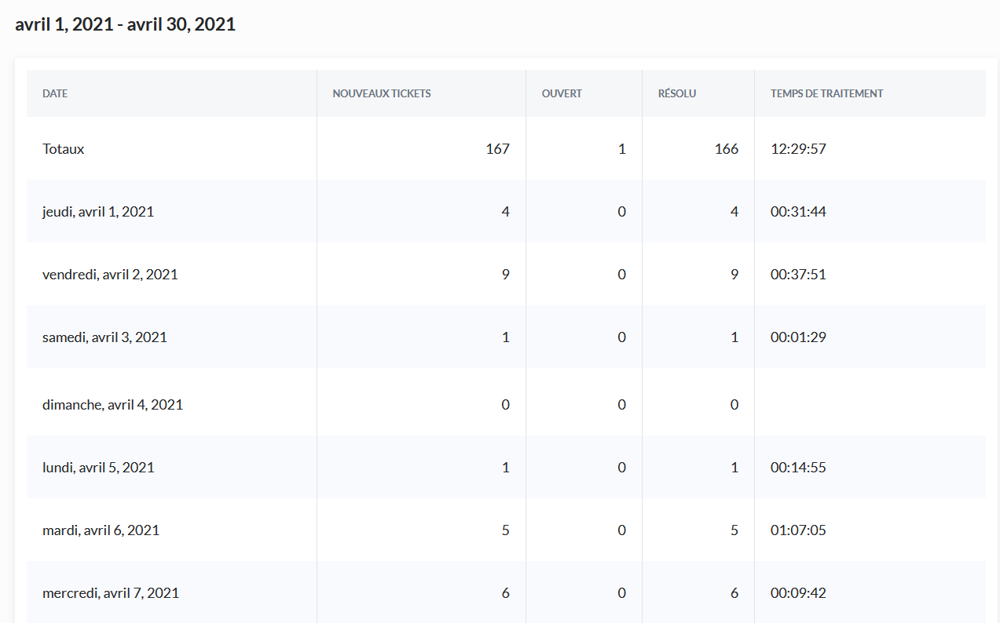 avril 1, 2021 - avril 30, 2021
DATE NOUVEAUX TICKETS OUVERT RÉSOLU TEMPS DE TRAITEMENT
Totaux 167 1 166 12:29:57
jeudi, avril 1, 2021 4 0 4 00:31:44
vendredi, avril 2, 2021 9 0 9 00:37:51
samedi, avril 3, 2021 1 0 1 00:01:29
dimanche, avril 4, 2021 0 0 0
lundi, avril 5, 2021 1 0 1 00:14:55
mardi, avril 6, 2021 5 0 5 01:07:05
mercredi, avril 7, 2021 6 0 6 00:09:42